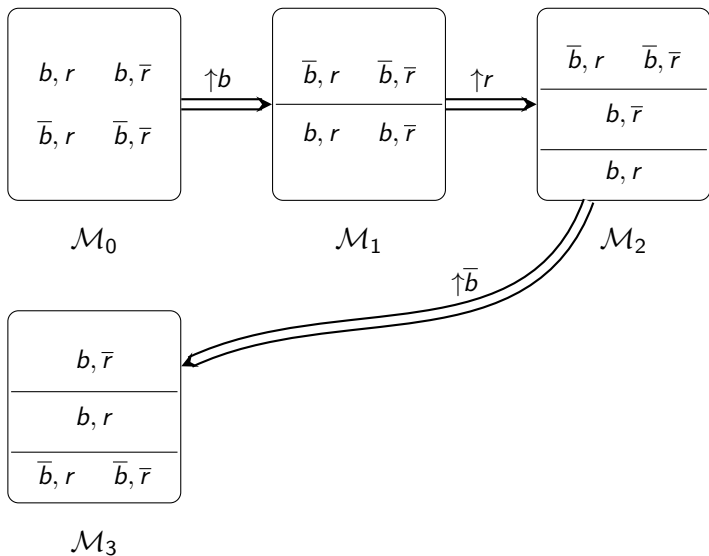 b, r b, r̅
b̅, r b̅, r̅
ℳ₀
↑b
b̅, r b̅, r̅
b, r b, r̅
ℳ₁
↑r
b̅, r b̅, r̅
b, r̅
b, r
ℳ₂
↑b̅
b, r̅
b, r
b̅, r b̅, r̅
ℳ₃